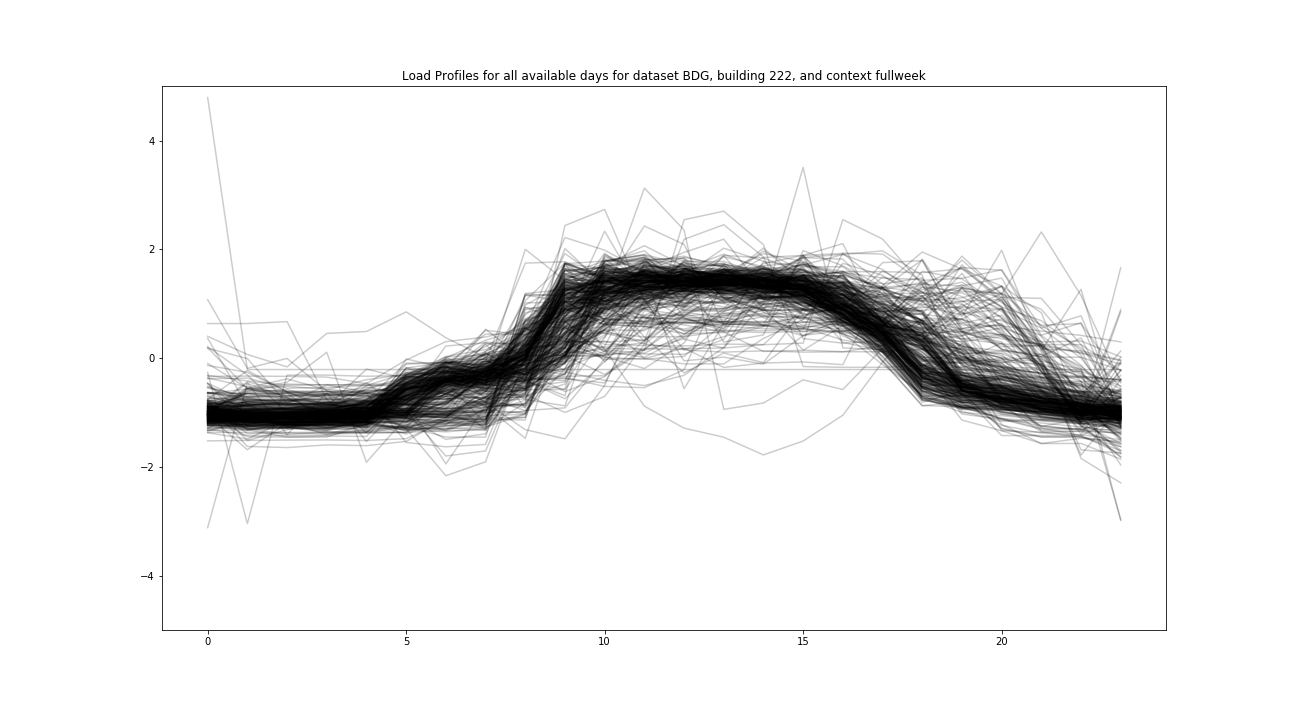 Load Profiles for all available days for dataset BDG, building 222, and context fullweek
4
2
0
−2
−4
0 5 10 15 20